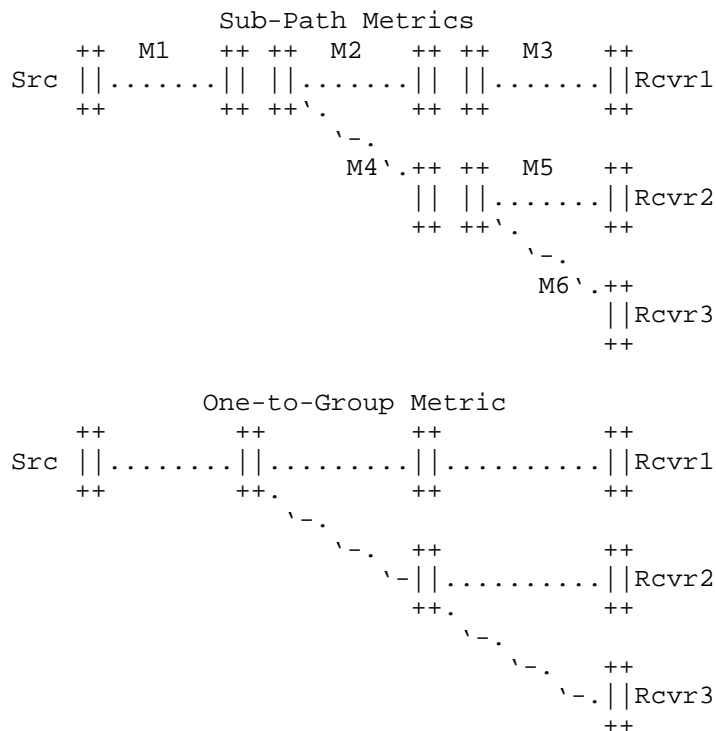 Sub-Path Metrics
     ++   M1     ++ ++   M2     ++ ++   M3     ++
Src  ||.......|| ||.......|| ||.......||Rcvr1
     ++          ++ ++`.        ++ ++          ++
                       `-.
                        M4`.++ ++   M5     ++
                            || ||.......||Rcvr2
                            ++ ++`.        ++
                                  `-.
                                   M6`.++
                                       ||Rcvr3
                                       ++
                 One-to-Group Metric
     ++          ++          ++            ++
Src  ||........||.........||..........||Rcvr1
     ++          ++.         ++            ++
                    `-.
                       `-.   ++            ++
                          `-||..........||Rcvr2
                             ++.           ++
                                `-.
                                   `-.     ++
                                      `-.||Rcvr3
                                           ++